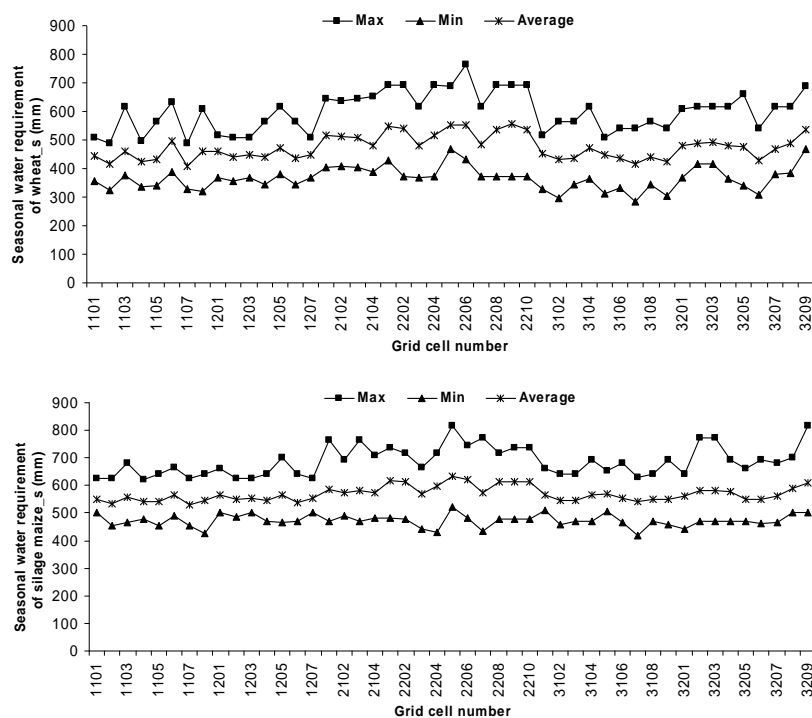 Max Min Average
900
800
700
600
500
400
300
200
100
0
Seasonal water requirement
of wheat_s (mm)
1101 1103 1105 1107 1201 1203 1205 1207 2102 2104 2202 2204 2206 2208 2210 3102 3104 3106 3108 3201 3203 3205 3207 3209
Grid cell number
Max Min Average
900
800
700
600
500
400
300
200
100
0
Seasonal water requirement
of silage maize_s (mm)
1101 1103 1105 1107 1201 1203 1205 1207 2102 2104 2202 2204 2206 2208 2210 3102 3104 3106 3108 3201 3203 3205 3207 3209
Grid cell number